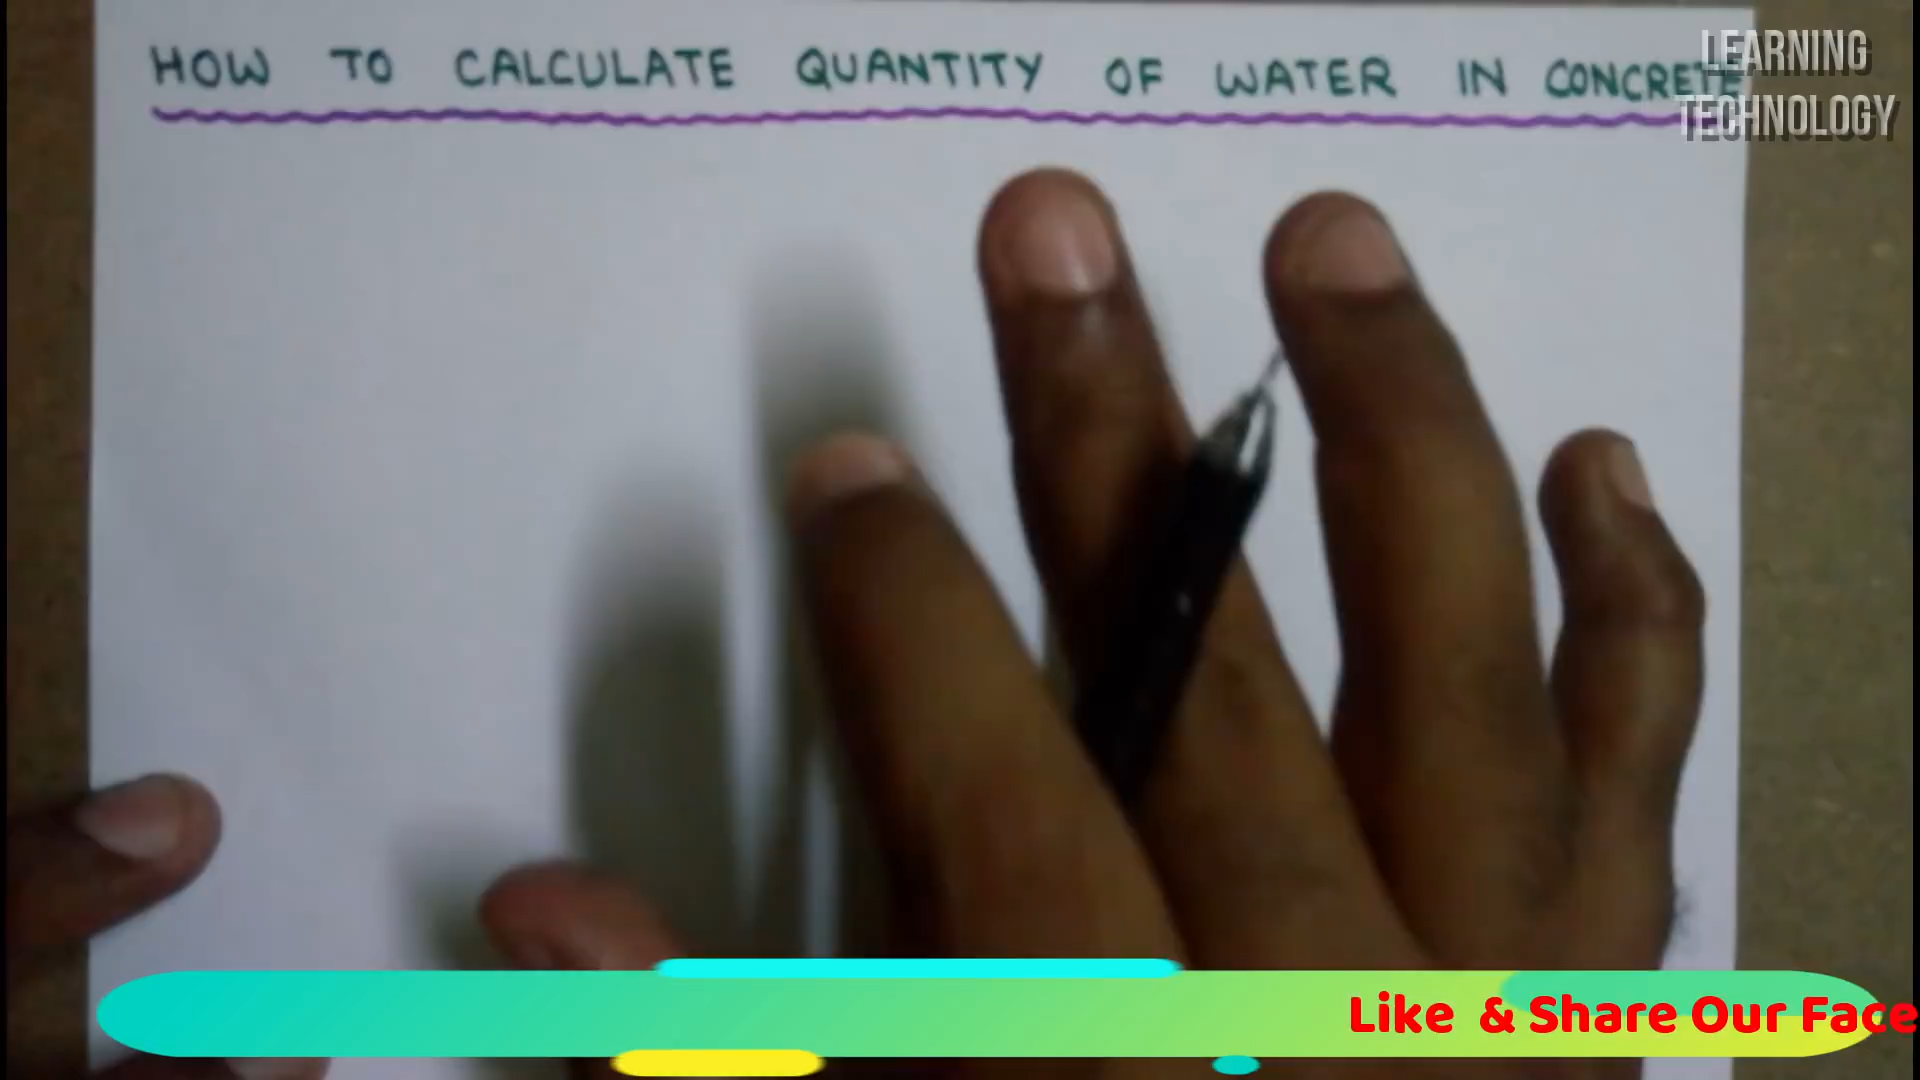 HOW TO CALCULATE QUANTITY OF WATER IN CONCRETE
LEARNING
TECHNOLOGY
Like & Share Our Face